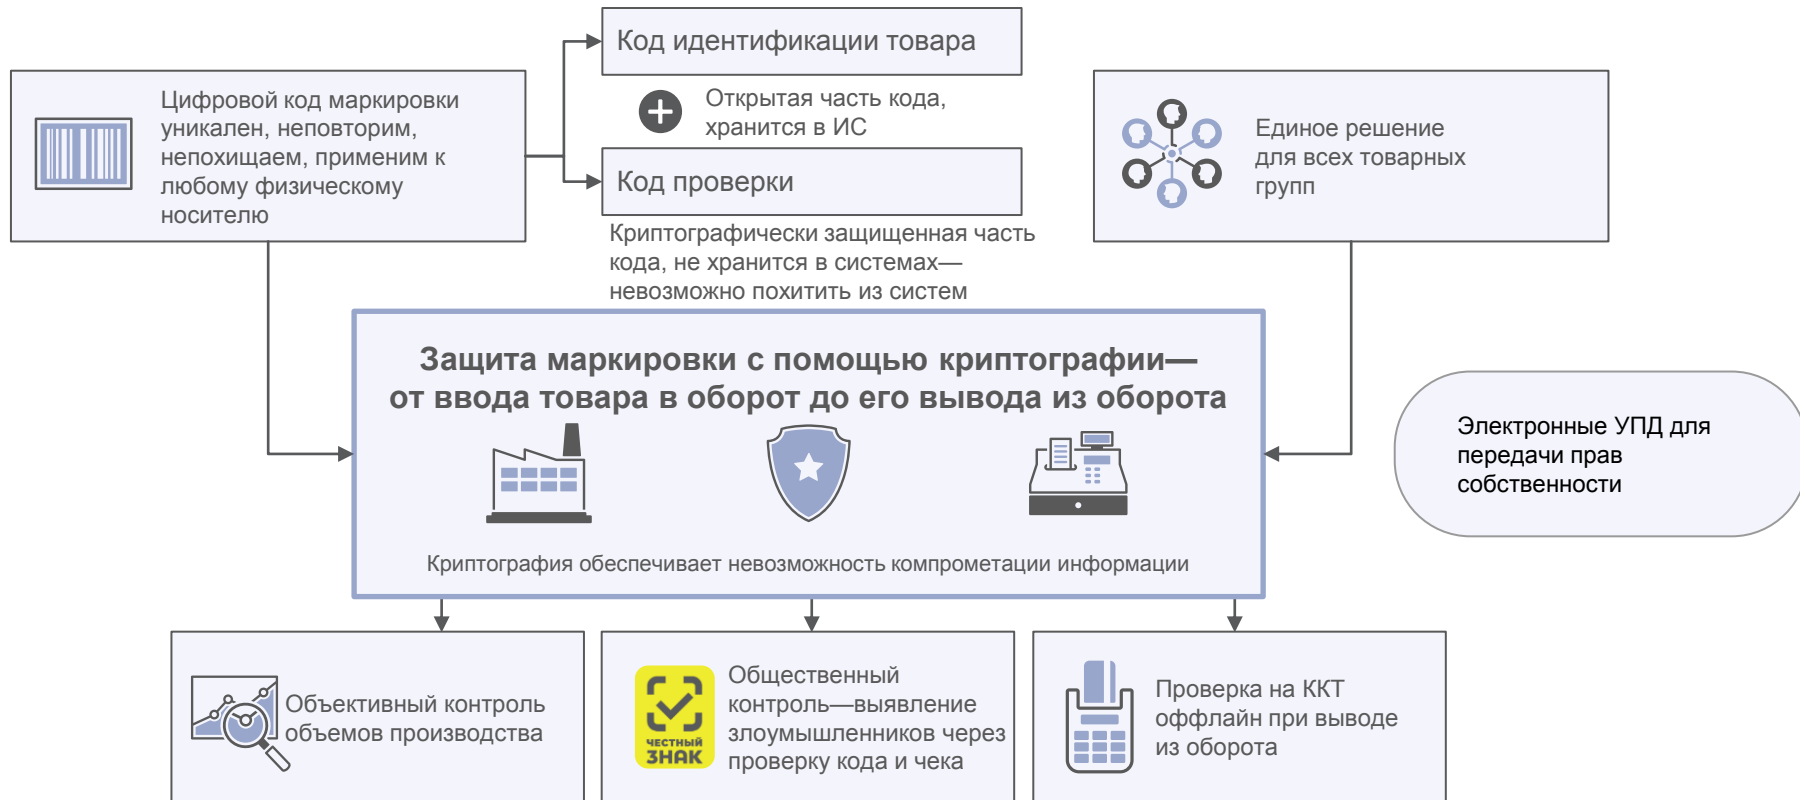 Код идентификации товара
Цифровой код маркировки
уникален, неповторим,
непохищаем, применим к
любому физическому
носителю
Открытая часть кода,
хранится в ИС
Код проверки
Криптографически защищенная часть
кода, не хранится в системах—
невозможно похитить из систем
Единое решение
для всех товарных
групп
Защита маркировки с помощью криптографии—
от ввода товара в оборот до его вывода из оборота
Криптография обеспечивает невозможность компрометации информации
Электронные УПД для
передачи прав
собственности
Объективный контроль
объемов производства
ЧЕСТНЫЙ
ЗНАК
Общественный
контроль—выявление
злоумышленников через
проверку кода и чека
Проверка на ККТ
оффлайн при выводе
из оборота